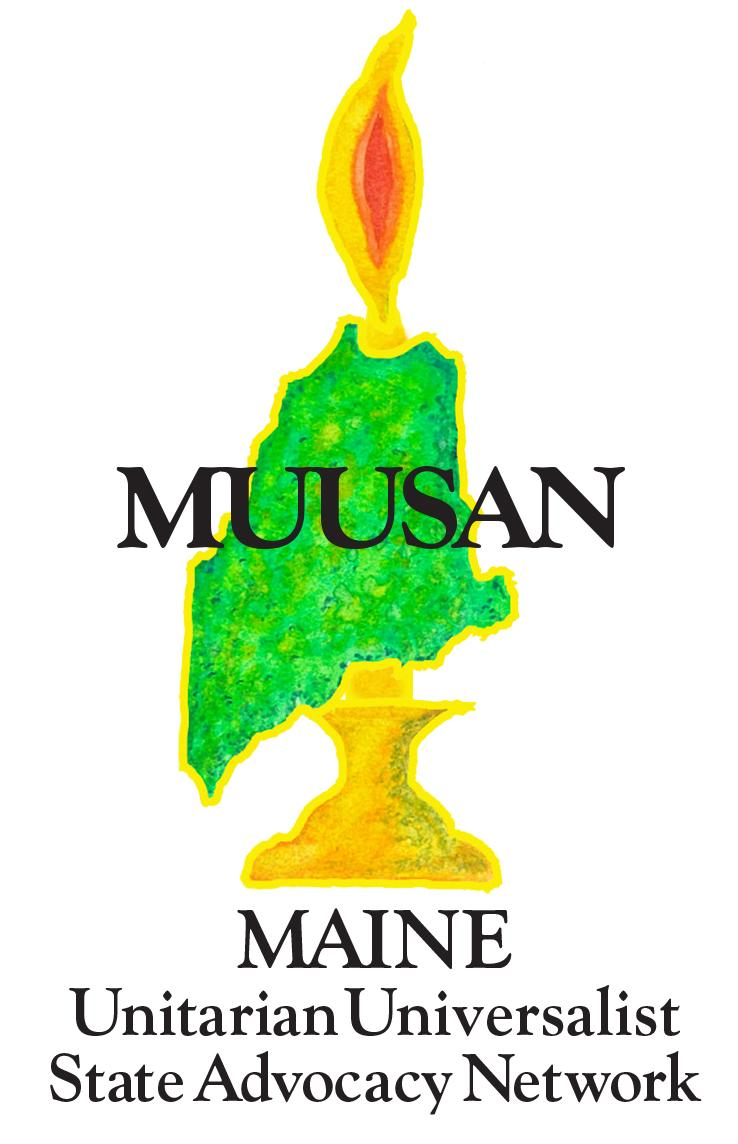 MUUSAN
MAINE
Unitarian Universalist
State Advocacy Network